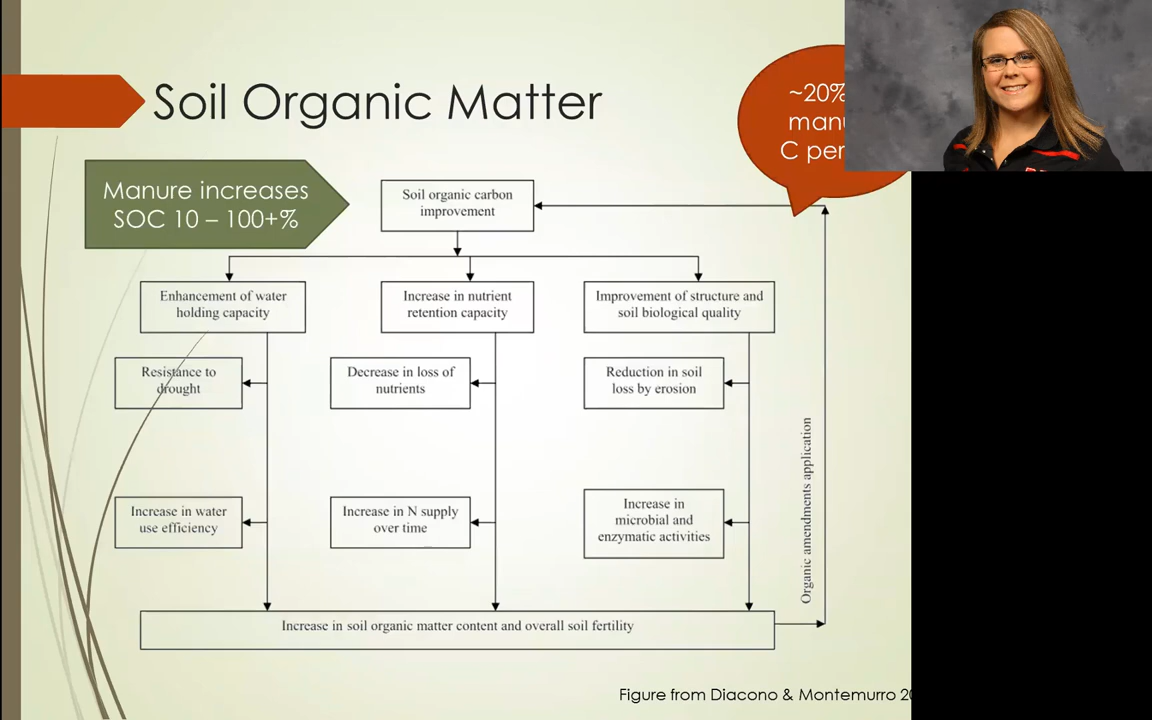 Soil Organic Matter
~20%
C
Manure increases
SOC 10 – 100+%
Soil organic carbon
improvement
Enhancement of water
holding capacity
Increase in nutrient
retention capacity
Improvement of structure and
soil biological quality
Resistance to
drought
Decrease in loss of
nutrients
Reduction in soil
loss by erosion
Increase in water
use efficiency
Increase in N supply
over time
Increase in
microbial and
enzymatic activities
Organic amendments application
Increase in soil organic matter content and overall soil fertility
Figure from Diacono & Montemurro